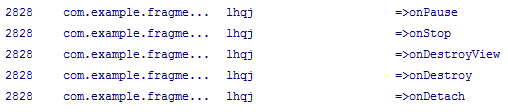 2828 com.example.fragme... lhqj =>onPause
2828 com.example.fragme... lhqj =>onStop
2828 com.example.fragme... lhqj =>onDestroyView
2828 com.example.fragme... lhqj =>onDestroy
2828 com.example.fragme... lhqj =>onDetach